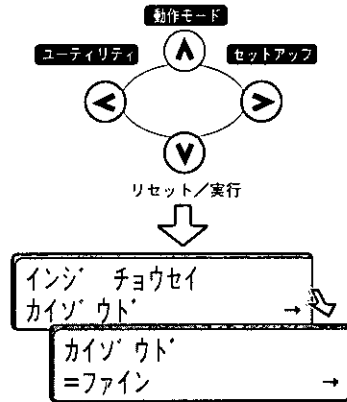 動作モード
ユーティリティ
セットアップ
リセット/実行
インジ゛ チョウセイ
カイゾ゛ウド゛ →
カイゾ゛ウド゛
=ファイン →